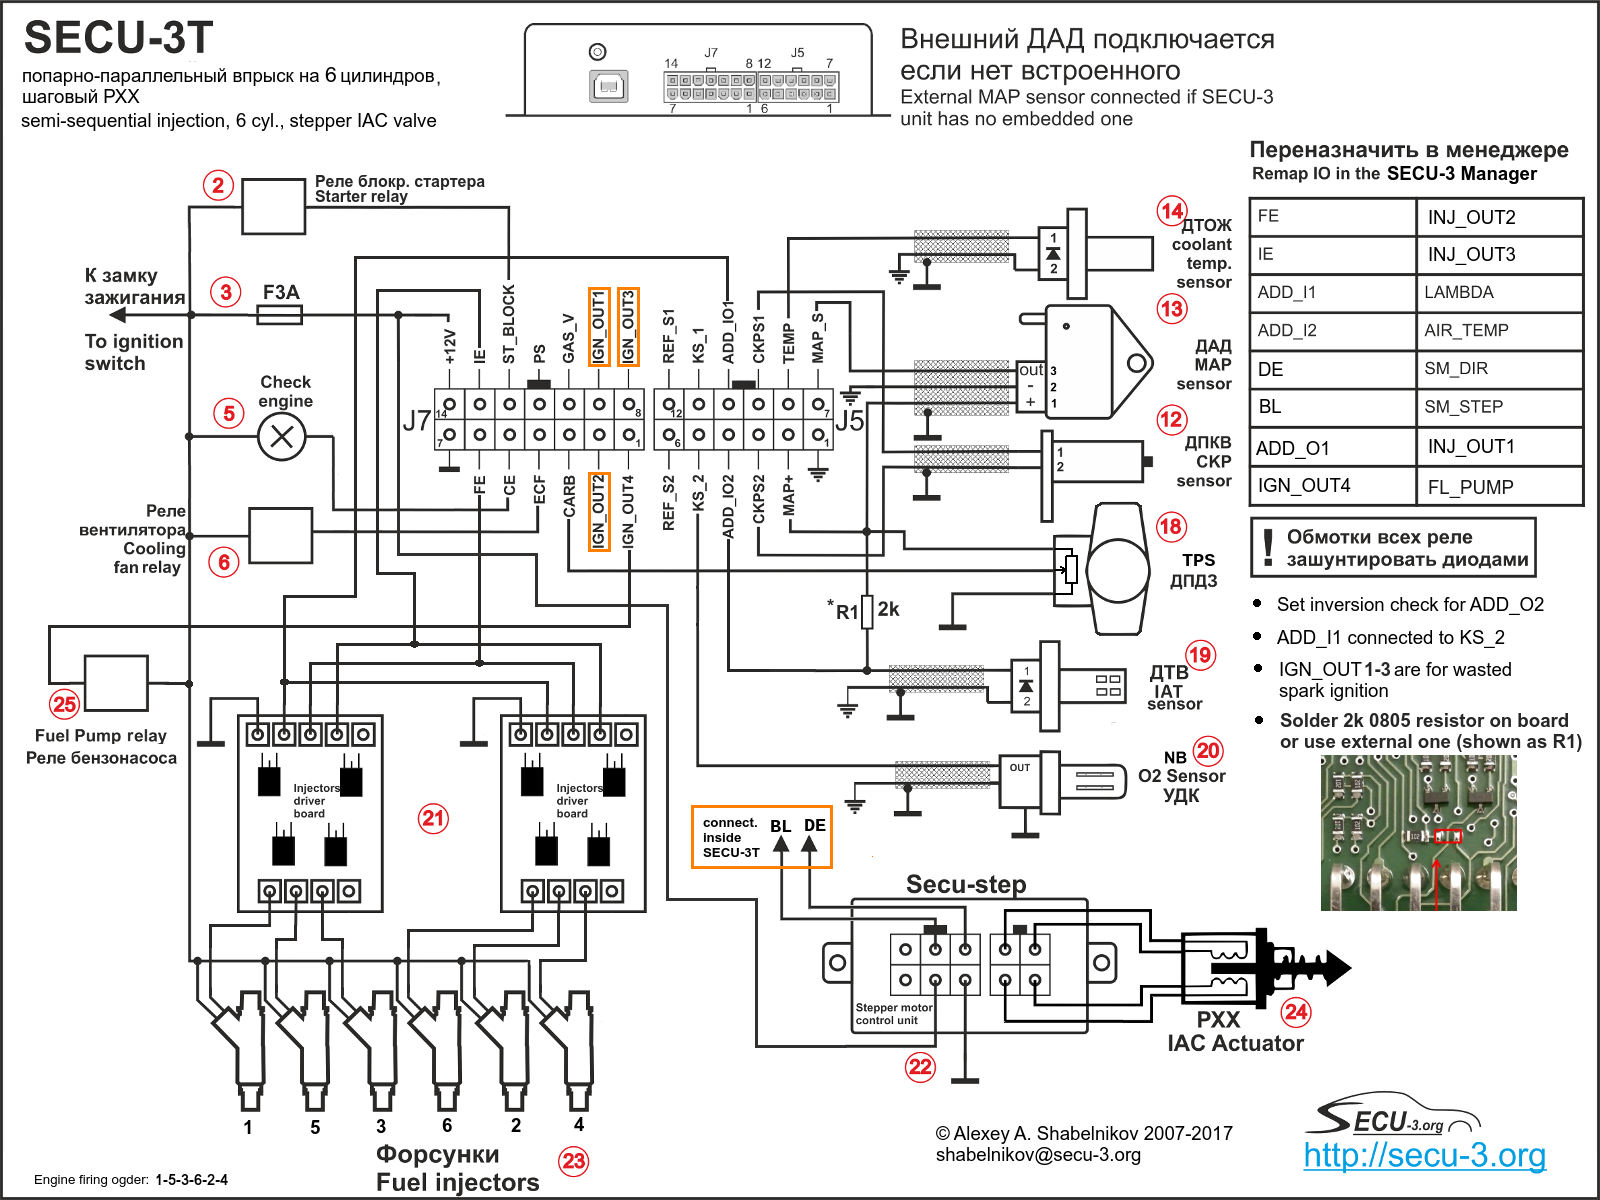 SECU-3T
попарно-параллельный впрыск на 6 цилиндров,
шаговый РХХ
semi-sequential injection, 6 cyl., stepper IAC valve
J7
J5
14
8
12
7
7
1
6
1
Внешний ДАД подключается
если нет встроенного
External MAP sensor connected if SECU-3
unit has no embedded one
Переназначить в менеджере
Remap IO in the SECU-3 Manager
FE INJ_OUT2
IE INJ_OUT3
ADD_I1 LAMBDA
ADD_I2 AIR_TEMP
DE SM_DIR
BL SM_STEP
ADD_O1 INJ_OUT1
IGN_OUT4 FL_PUMP
! Обмотки всех реле
зашунтировать диодами
• Set inversion check for ADD_O2
• ADD_I1 connected to KS_2
• IGN_OUT1-3 are for wasted
spark ignition
• Solder 2k 0805 resistor on board
or use external one (shown as R1)
2
Реле блокр. стартера
Starter relay
К замку
зажигания
To ignition
switch
3
F3A
5
Check
engine
Реле
вентилятора
Cooling
fan relay
6
25
Fuel Pump relay
Реле бензонасоса
+12V
IE
ST_BLOCK
PS
GAS_V
IGN_OUT1
IGN_OUT3
REF_S1
KS_1
ADD_IO1
CKPS1
TEMP
MAP_S
J7
14
8
7
1
12
7
6
1
J5
FE
CE
ECF
CARB
IGN_OUT2
IGN_OUT4
REF_S2
KS_2
ADD_IO2
CKPS2
MAP+
14
ДТОЖ
coolant
temp.
sensor
1
2
13
ДАД
MAP
sensor
out 3
- 2
+ 1
12
ДПКВ
CKP
sensor
1
2
18
TPS
ДПДЗ
*R1
2k
19
ДТВ
IAT
sensor
1
2
20
NB
O2 Sensor
УДК
OUT
Injectors
driver
board
21
Injectors
driver
board
connect.
inside
SECU-3T
BL
DE
Secu-step
Stepper motor
control unit
22
24
РХХ
IAC Actuator
1
5
3
6
2
4
Форсунки
Fuel injectors
23
Engine firing ogder: 1-5-3-6-2-4
© Alexey A. Shabelnikov 2007-2017
shabelnikov@secu-3.org
SECU-3.org
http://secu-3.org